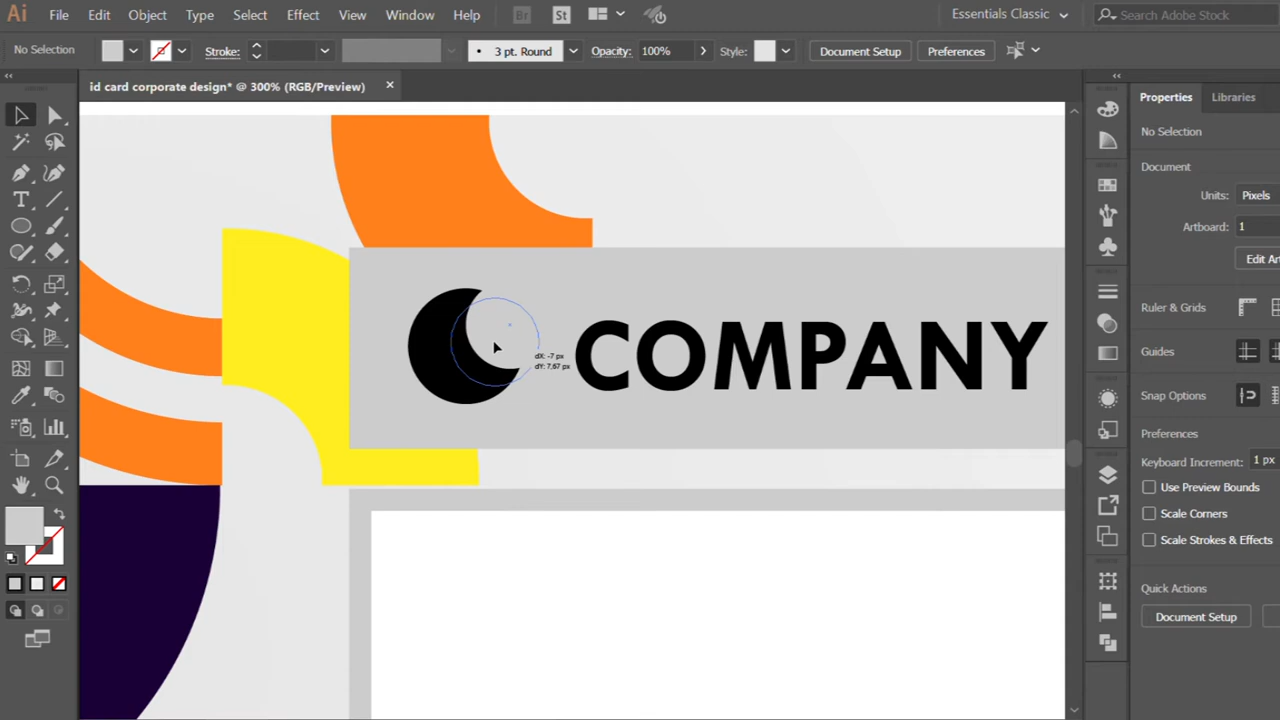 Ai File Edit Object Type Select Effect View Window Help Br St Essentials Classic Search Adobe Stock
No Selection Stroke: 3 pt. Round Opacity: 100% Style: Document Setup Preferences
id card corporate design* @ 300% (RGB/Preview) ×
Properties Libraries
No Selection
Document
Units: Pixels
Artboard: 1
Edit Ar
Ruler & Grids
Guides
Snap Options
Preferences
Keyboard Increment: 1 px
Use Preview Bounds
Scale Corners
Scale Strokes & Effects
Quick Actions
Document Setup
COMPANY
dX: -7 px
dY: 7,67 px
T